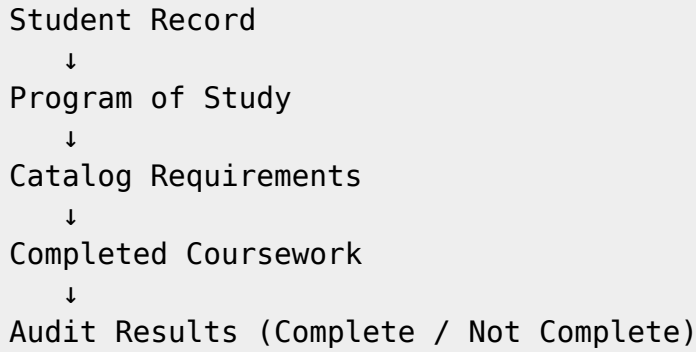 Student Record
↓
Program of Study
↓
Catalog Requirements
↓
Completed Coursework
↓
Audit Results (Complete / Not Complete)